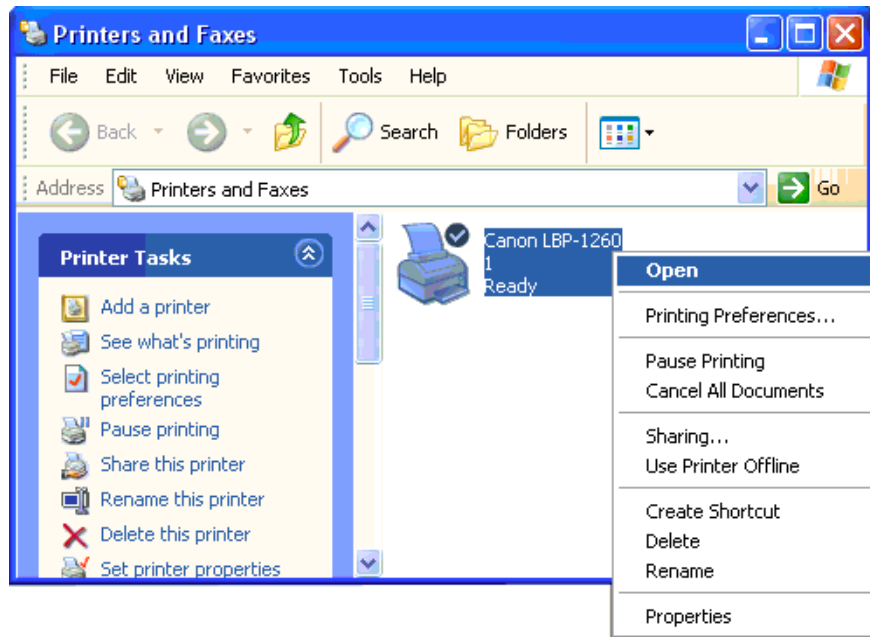 Printers and Faxes
File Edit View Favorites Tools Help
Back Search Folders
Address Printers and Faxes Go
Printer Tasks
Add a printer
See what's printing
Select printing
preferences
Pause printing
Share this printer
Rename this printer
Delete this printer
Set printer properties
Canon LBP-1260
1
Ready
Open
Printing Preferences...
Pause Printing
Cancel All Documents
Sharing...
Use Printer Offline
Create Shortcut
Delete
Rename
Properties